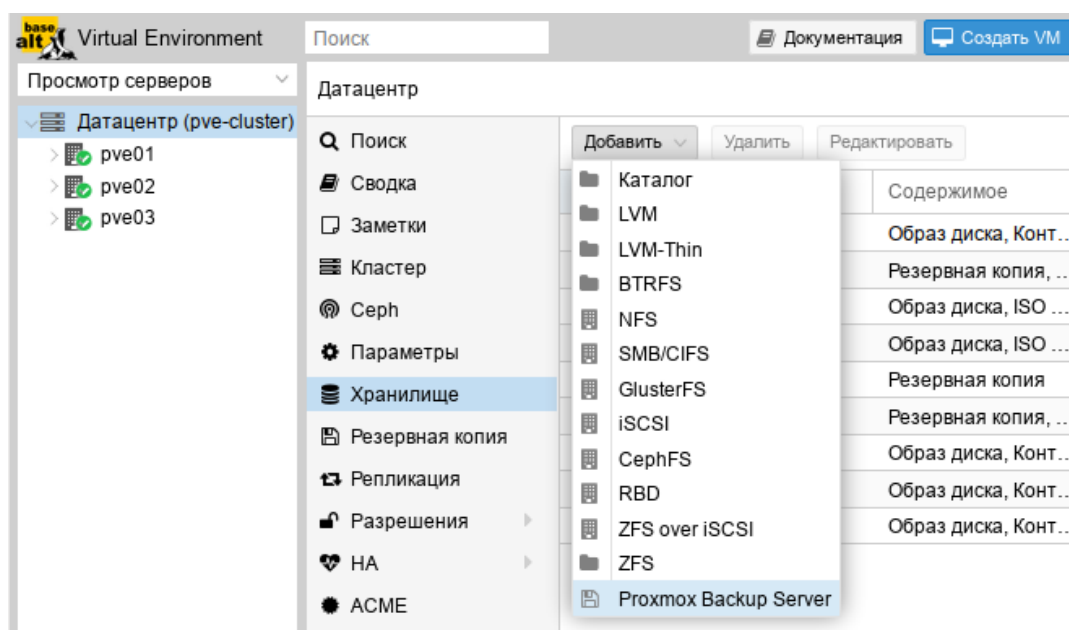 base
alt Virtual Environment
Поиск
Документация
Создать VM
Просмотр серверов
Датацентр (pve-cluster)
pve01
pve02
pve03
Датацентр
Поиск
Сводка
Заметки
Кластер
Ceph
Параметры
Хранилище
Резервная копия
Репликация
Разрешения
HA
ACME
Добавить
Удалить
Редактировать
Каталог
LVM
LVM-Thin
BTRFS
NFS
SMB/CIFS
GlusterFS
iSCSI
CephFS
RBD
ZFS over iSCSI
ZFS
Proxmox Backup Server
Содержимое
Образ диска, Конт…
Резервная копия, …
Образ диска, ISO …
Образ диска, ISO …
Резервная копия
Резервная копия, …
Образ диска, Конт…
Образ диска, Конт…
Образ диска, Конт…